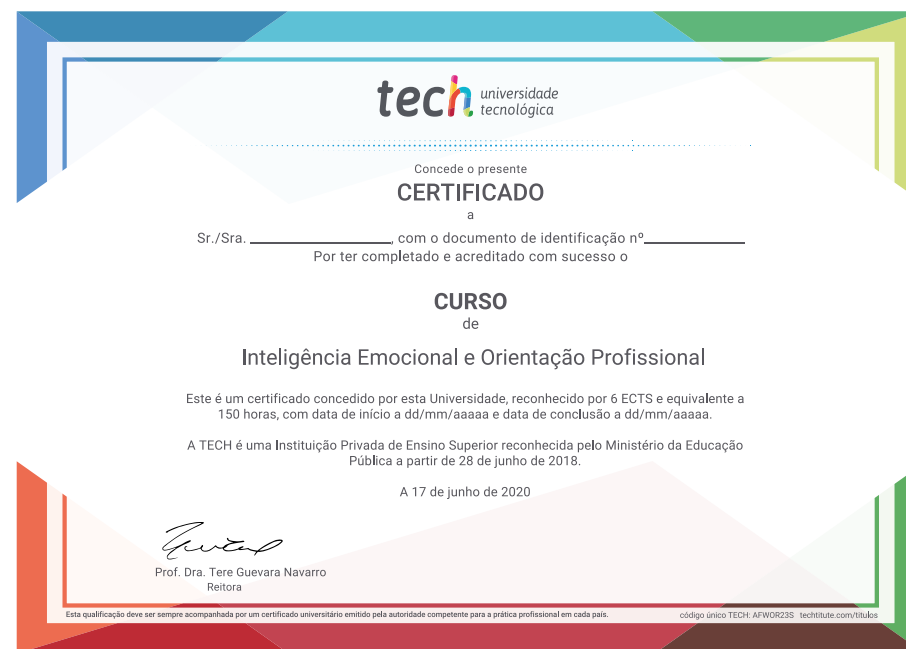 tech universidade
tecnológica
Concede o presente
CERTIFICADO
a
Sr./Sra. ____________________, com o documento de identificação nº______________
Por ter completado e acreditado com sucesso o
CURSO
de
Inteligência Emocional e Orientação Profissional
Este é um certificado concedido por esta Universidade, reconhecido por 6 ECTS e equivalente a
150 horas, com data de início a dd/mm/aaaaa e data de conclusão a dd/mm/aaaaa.
A TECH é uma Instituição Privada de Ensino Superior reconhecida pelo Ministério da Educação
Pública a partir de 28 de junho de 2018.
A 17 de junho de 2020
Prof. Dra. Tere Guevara Navarro
Reitora
Esta qualificação deve ser sempre acompanhada por um certificado universitário emitido pela autoridade competente para a prática profissional em cada país.
código único TECH: AFWOR23S techtitute.com/titulos